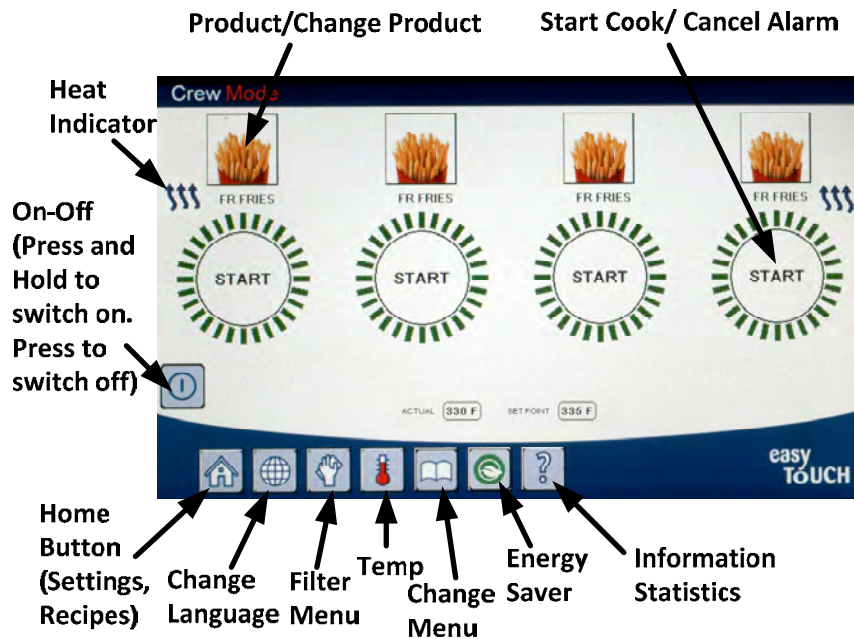 Product/Change Product
Start Cook/ Cancel Alarm
Heat
Indicator
Crew Mode
FR FRIES
FR FRIES
FR FRIES
FR FRIES
On-Off
(Press and
Hold to
switch on.
Press to
switch off)
START
START
START
START
ACTUAL 330 F SETPOINT 335 F
easy
TOUCH
?
Home
Button
(Settings,
Recipes)
Change
Language
Filter
Menu
Temp
Change
Menu
Energy
Saver
Information
Statistics